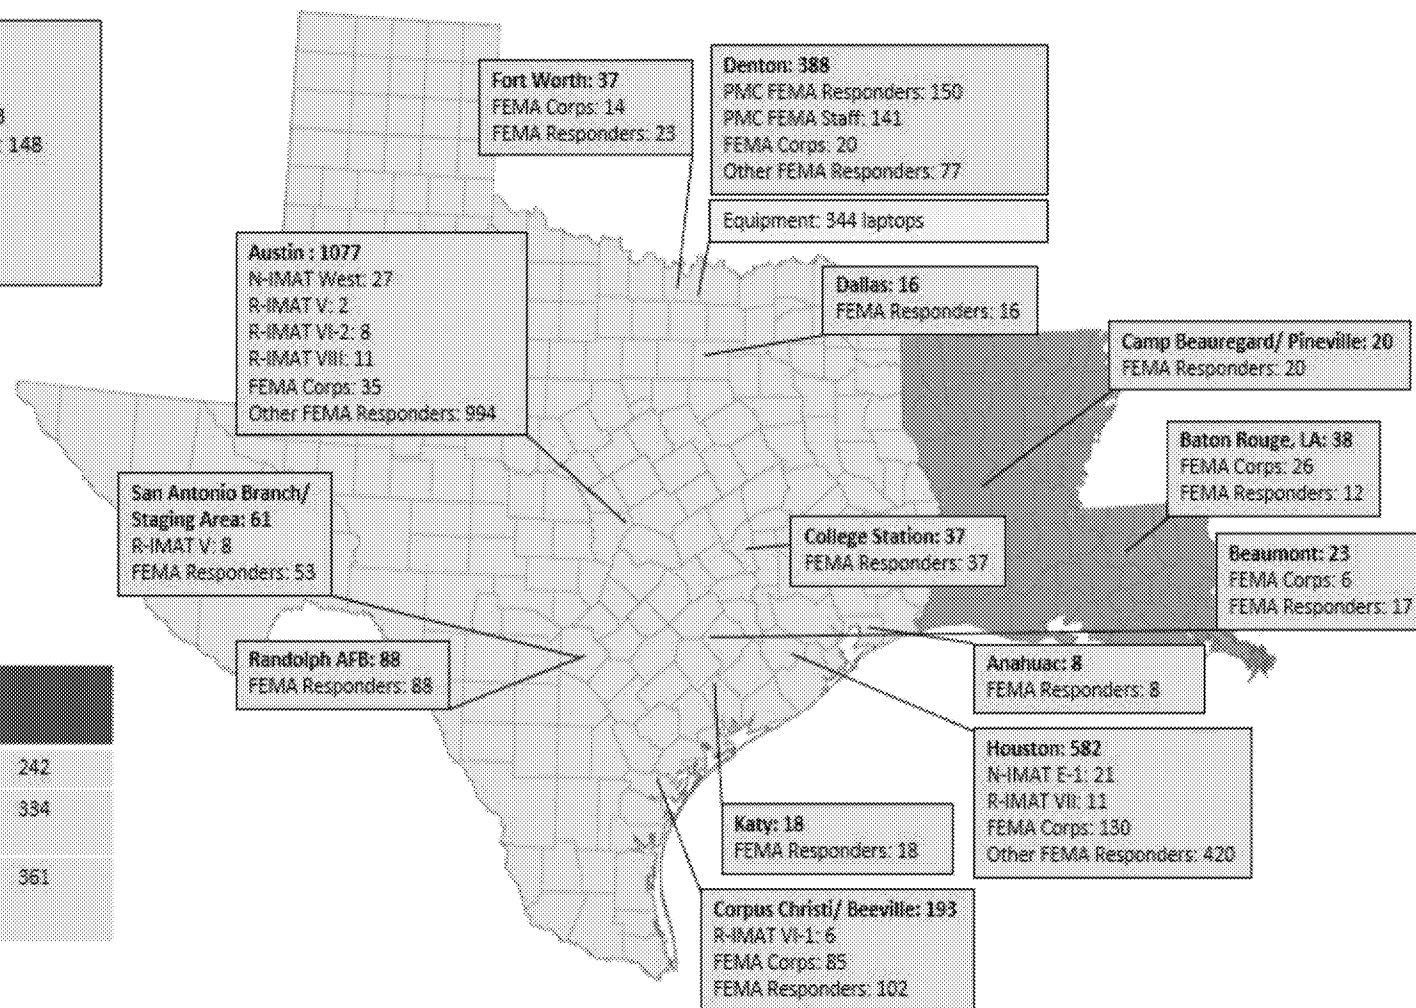 8
: 148
Fort Worth: 37
FEMA Corps: 14
FEMA Responders: 23
Denton: 388
PMC FEMA Responders: 150
PMC FEMA Staff: 141
FEMA Corps: 20
Other FEMA Responders: 77
Equipment: 344 laptops
Austin : 1077
N-IMAT West: 27
R-IMAT V: 2
R-IMAT VI-2: 8
R-IMAT VIII: 11
FEMA Corps: 35
Other FEMA Responders: 994
Dallas: 16
FEMA Responders: 16
Camp Beauregard/ Pineville: 20
FEMA Responders: 20
Baton Rouge, LA: 38
FEMA Corps: 26
FEMA Responders: 12
San Antonio Branch/
Staging Area: 61
R-IMAT V: 8
FEMA Responders: 53
College Station: 37
FEMA Responders: 37
Beaumont: 23
FEMA Corps: 6
FEMA Responders: 17
Randolph AFB: 88
FEMA Responders: 88
Anahuac: 8
FEMA Responders: 8
Houston: 582
N-IMAT E-1: 21
R-IMAT VII: 11
FEMA Corps: 130
Other FEMA Responders: 420
242
334
361
Katy: 18
FEMA Responders: 18
Corpus Christi/ Beeville: 193
R-IMAT VI-1: 6
FEMA Corps: 85
FEMA Responders: 102